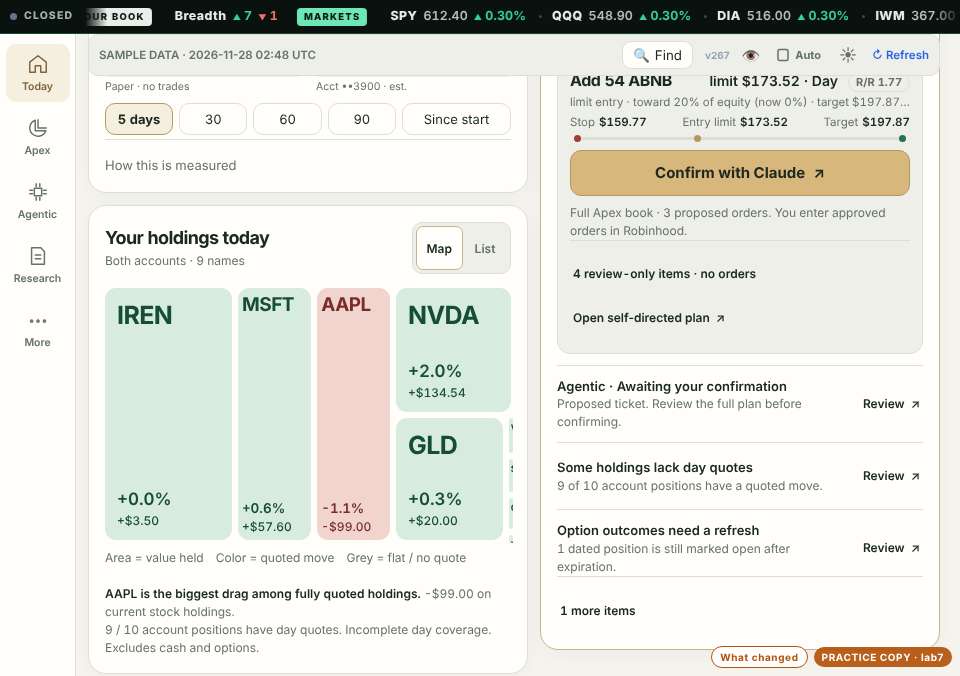 CLOSED
OUR BOOK
Breadth ▲7 ▼1
MARKETS
SPY 612.40 ▲0.30% · QQQ 548.90 ▲0.30% · DIA 516.00 ▲0.30% · IWM 367.00
SAMPLE DATA · 2026-11-28 02:48 UTC
Find
v267
Auto
Refresh
Today
Apex
Agentic
Research
More
Paper · no trades
Acct ••3900 · est.
5 days
30
60
90
Since start
How this is measured
Your holdings today
Both accounts · 9 names
Map
List
IREN
+0.0%
+$3.50
MSFT
+0.6%
+$57.60
AAPL
-1.1%
-$99.00
NVDA
+2.0%
+$134.54
GLD
+0.3%
+$20.00
Area = value held Color = quoted move Grey = flat / no quote
AAPL is the biggest drag among fully quoted holdings. -$99.00 on
current stock holdings.
9 / 10 account positions have day quotes. Incomplete day coverage.
Excludes cash and options.
Add 54 ABNB
limit $173.52 · Day
R/R 1.77
limit entry · toward 20% of equity (now 0%) · target $197.87...
Stop $159.77
Entry limit $173.52
Target $197.87
Confirm with Claude ↗
Full Apex book · 3 proposed orders. You enter approved
orders in Robinhood.
4 review-only items · no orders
Open self-directed plan ↗
Agentic · Awaiting your confirmation
Proposed ticket. Review the full plan before
confirming.
Review ↗
Some holdings lack day quotes
9 of 10 account positions have a quoted move.
Review ↗
Option outcomes need a refresh
1 dated position is still marked open after
expiration.
Review ↗
1 more items
What changed
PRACTICE COPY · lab7